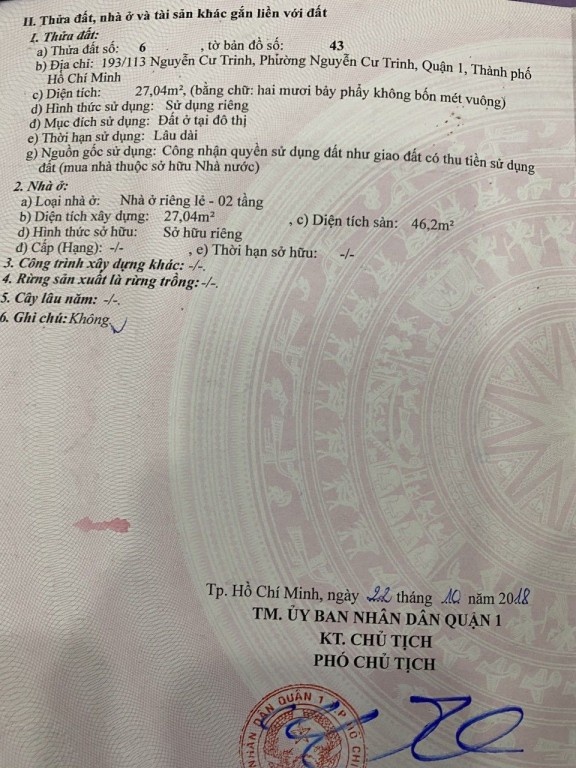 II. Thửa đất, nhà ở và tài sản khác gắn liền với đất
1. Thửa đất:
a) Thửa đất số: 6 , tờ bản đồ số: 43
b) Địa chỉ: 193/113 Nguyễn Cư Trinh, Phường Nguyễn Cư Trinh, Quận 1, Thành phố
Hồ Chí Minh
c) Diện tích: 27,04m², (bằng chữ: hai mươi bảy phẩy không bốn mét vuông)
d) Hình thức sử dụng: Sử dụng riêng
đ) Mục đích sử dụng: Đất ở tại đô thị
e) Thời hạn sử dụng: Lâu dài
g) Nguồn gốc sử dụng: Công nhận quyền sử dụng đất như giao đất có thu tiền sử dụng
đất (mua nhà thuộc sở hữu Nhà nước)
2. Nhà ở:
a) Loại nhà ở: Nhà ở riêng lẻ - 02 tầng
b) Diện tích xây dựng: 27,04m² , c) Diện tích sàn: 46,2m²
d) Hình thức sở hữu: Sở hữu riêng
đ) Cấp (Hạng): -/- , e) Thời hạn sở hữu: -/-
3. Công trình xây dựng khác: -/-.
4. Rừng sản xuất là rừng trồng: -/-.
5. Cây lâu năm: -/-.
6. Ghi chú: Không
Tp. Hồ Chí Minh, ngày 22 tháng 10 năm 2018
TM. ỦY BAN NHÂN DÂN QUẬN 1
KT. CHỦ TỊCH
PHÓ CHỦ TỊCH
NHÂN DÂN QUẬN 1 T.P HỒ CHÍ